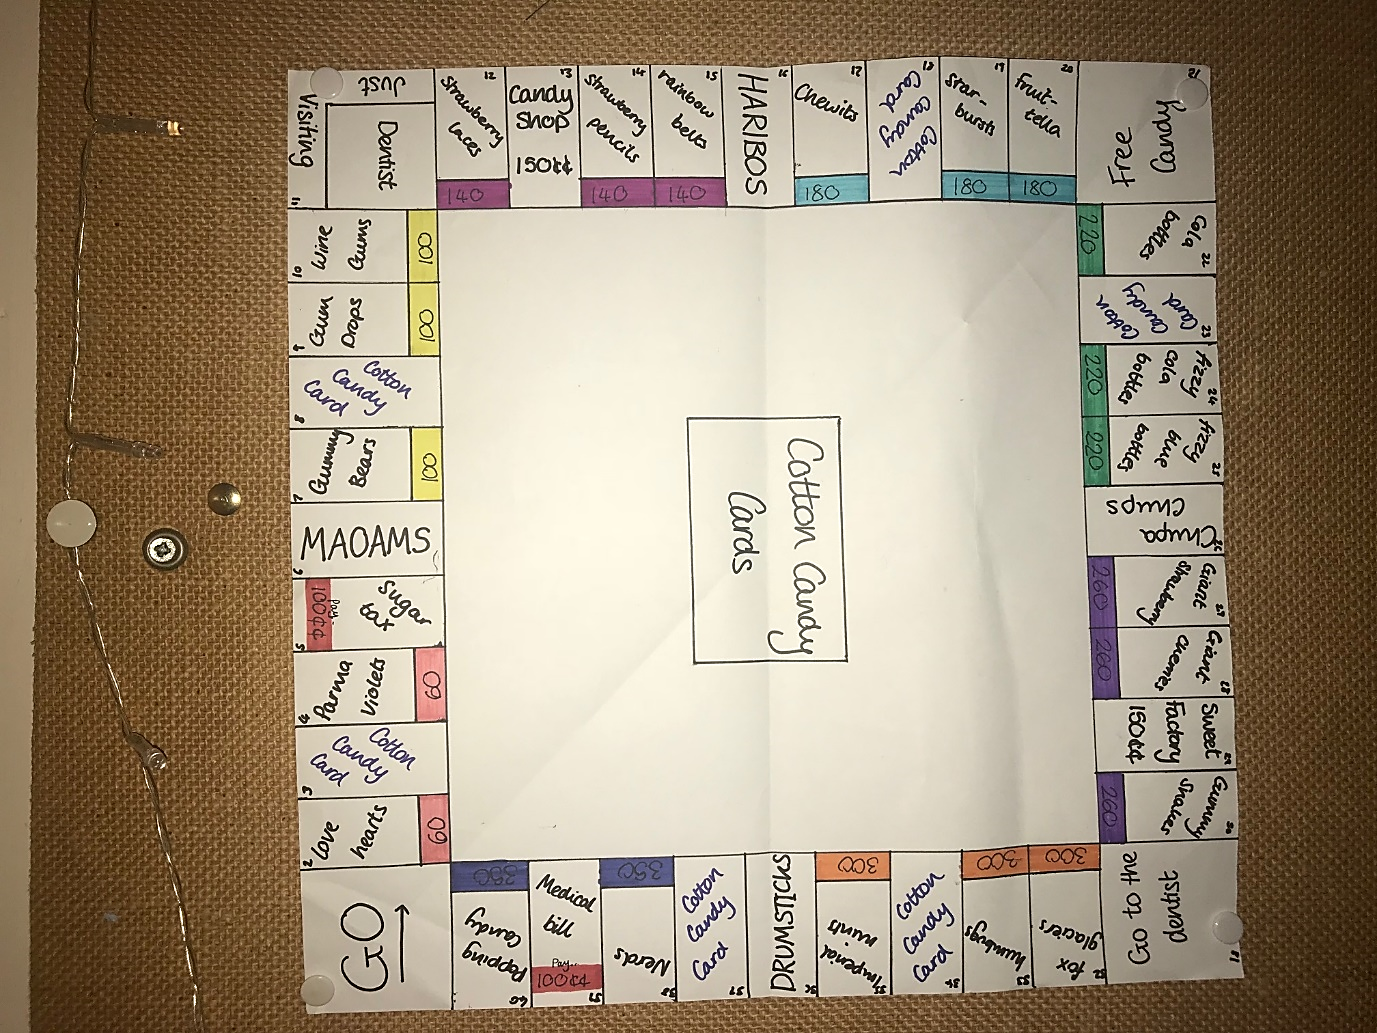 GO
2
Love
hearts
60
3
Cotton
Candy
Card
4
Parma
Violets
60
5
Sugar
tax
Pay
100¢¢
6
MAOAMS
7
Gummy
Bears
100
8
Cotton
Candy
Card
9
Gum
Drops
100
10
Wine
Gums
100
11
Just
Visiting
Dentist
12
Strawberry
laces
140
13
Candy
Shop
150¢¢
14
Strawberry
pencils
140
15
rainbow
belts
140
16
HARIBOS
17
Chewits
180
18
Cotton
Candy
Card
19
Star-
bursts
180
20
fruit-
tella
180
21
Free
Candy
22
Cola
bottles
220
23
Cotton
Candy
Card
24
fizzy
cola
bottles
220
25
fizzy
blue
bottles
220
26
Chupa
Chups
27
Giant
Strawberry
260
28
Giant
cherries
260
29
Sweet
Factory
150¢¢
30
Gummy
Snakes
260
31
Go to the
dentist
32
fox
glaciers
300
33
humbugs
300
34
Cotton
Candy
Card
35
Imperial
mints
300
36
DRUMSTICKS
37
Cotton
Candy
Card
38
Nerds
350
39
Medical
bill
Pay...
100¢¢
40
Popping
Candy
350
Cotton Candy
Cards